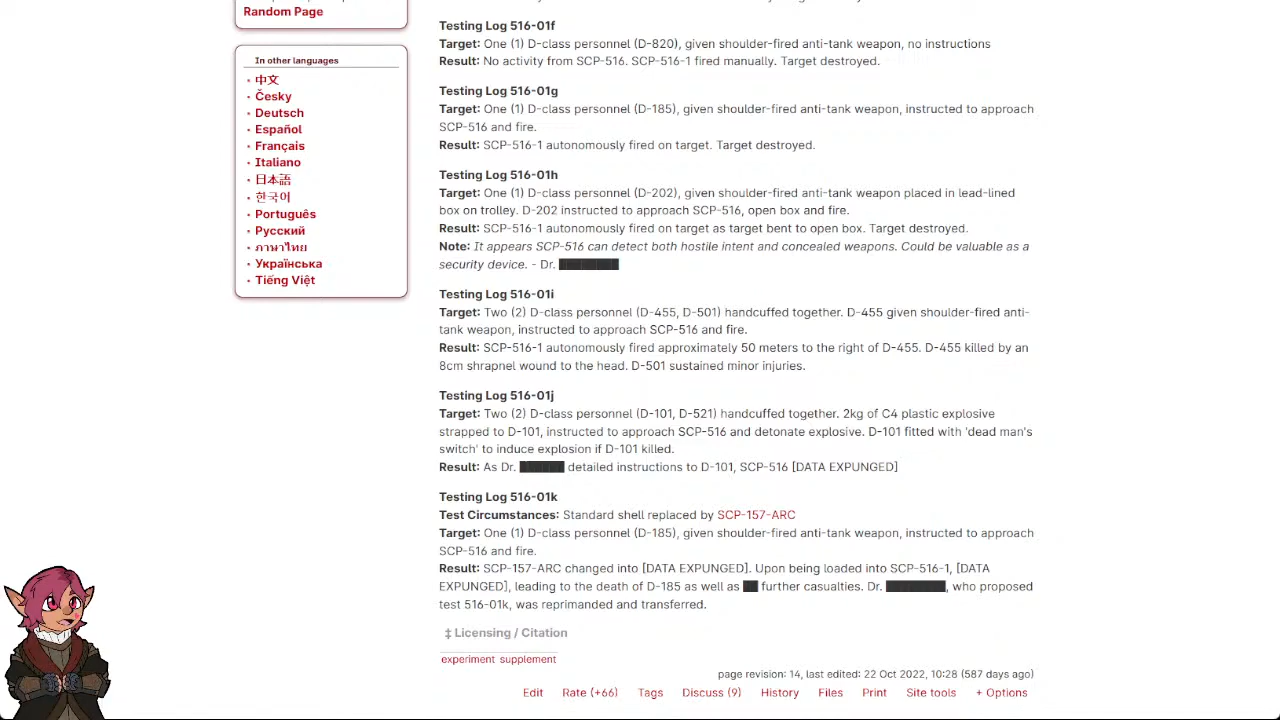 Random Page
In other languages
中文
Česky
Deutsch
Español
Français
Italiano
日本語
한국어
Português
Русский
ภาษาไทย
Українська
Tiếng Việt
Testing Log 516-01f
Target: One (1) D-class personnel (D-820), given shoulder-fired anti-tank weapon, no instructions
Result: No activity from SCP-516. SCP-516-1 fired manually. Target destroyed.
Testing Log 516-01g
Target: One (1) D-class personnel (D-185), given shoulder-fired anti-tank weapon, instructed to approach
SCP-516 and fire.
Result: SCP-516-1 autonomously fired on target. Target destroyed.
Testing Log 516-01h
Target: One (1) D-class personnel (D-202), given shoulder-fired anti-tank weapon placed in lead-lined
box on trolley. D-202 instructed to approach SCP-516, open box and fire.
Result: SCP-516-1 autonomously fired on target as target bent to open box. Target destroyed.
Note: It appears SCP-516 can detect both hostile intent and concealed weapons. Could be valuable as a
security device. - Dr. ████████
Testing Log 516-01i
Target: Two (2) D-class personnel (D-455, D-501) handcuffed together. D-455 given shoulder-fired anti-
tank weapon, instructed to approach SCP-516 and fire.
Result: SCP-516-1 autonomously fired approximately 50 meters to the right of D-455. D-455 killed by an
8cm shrapnel wound to the head. D-501 sustained minor injuries.
Testing Log 516-01j
Target: Two (2) D-class personnel (D-101, D-521) handcuffed together. 2kg of C4 plastic explosive
strapped to D-101, instructed to approach SCP-516 and detonate explosive. D-101 fitted with 'dead man's
switch' to induce explosion if D-101 killed.
Result: As Dr. ██████ detailed instructions to D-101, SCP-516 [DATA EXPUNGED]
Testing Log 516-01k
Test Circumstances: Standard shell replaced by SCP-157-ARC
Target: One (1) D-class personnel (D-185), given shoulder-fired anti-tank weapon, instructed to approach
SCP-516 and fire.
Result: SCP-157-ARC changed into [DATA EXPUNGED]. Upon being loaded into SCP-516-1, [DATA
EXPUNGED], leading to the death of D-185 as well as ██ further casualties. Dr. ████████, who proposed
test 516-01k, was reprimanded and transferred.
‡ Licensing / Citation
experiment supplement
page revision: 14, last edited: 22 Oct 2022, 10:28 (587 days ago)
Edit Rate (+66) Tags Discuss (9) History Files Print Site tools + Options